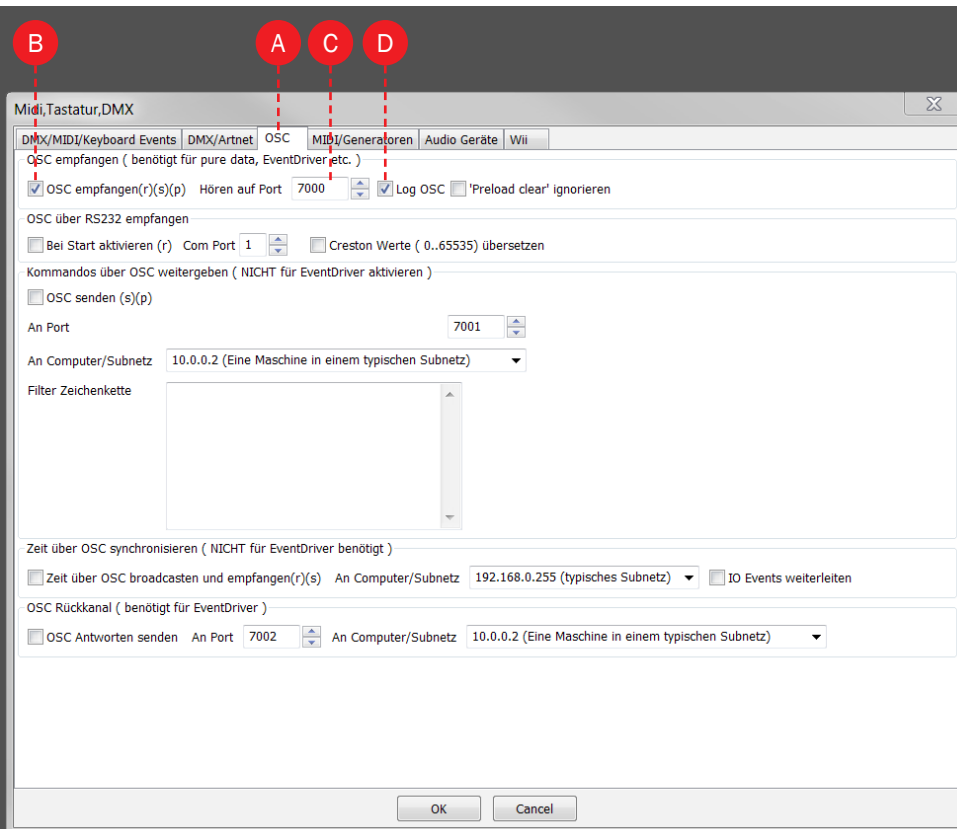 B A C D
Midi,Tastatur,DMX
DMX/MIDI/Keyboard Events DMX/Artnet OSC MIDI/Generatoren Audio Geräte Wii
OSC empfangen ( benötigt für pure data, EventDriver etc. )
OSC empfangen(r)(s)(p) Hören auf Port 7000 Log OSC 'Preload clear' ignorieren
OSC über RS232 empfangen
Bei Start aktivieren (r) Com Port 1 Creston Werte ( 0..65535) übersetzen
Kommandos über OSC weitergeben ( NICHT für EventDriver aktivieren )
OSC senden (s)(p)
An Port 7001
An Computer/Subnetz 10.0.0.2 (Eine Maschine in einem typischen Subnetz)
Filter Zeichenkette
Zeit über OSC synchronisieren ( NICHT für EventDriver benötigt )
Zeit über OSC broadcasten und empfangen(r)(s) An Computer/Subnetz 192.168.0.255 (typisches Subnetz) IO Events weiterleiten
OSC Rückkanal ( benötigt für EventDriver )
OSC Antworten senden An Port 7002 An Computer/Subnetz 10.0.0.2 (Eine Maschine in einem typischen Subnetz)
OK Cancel